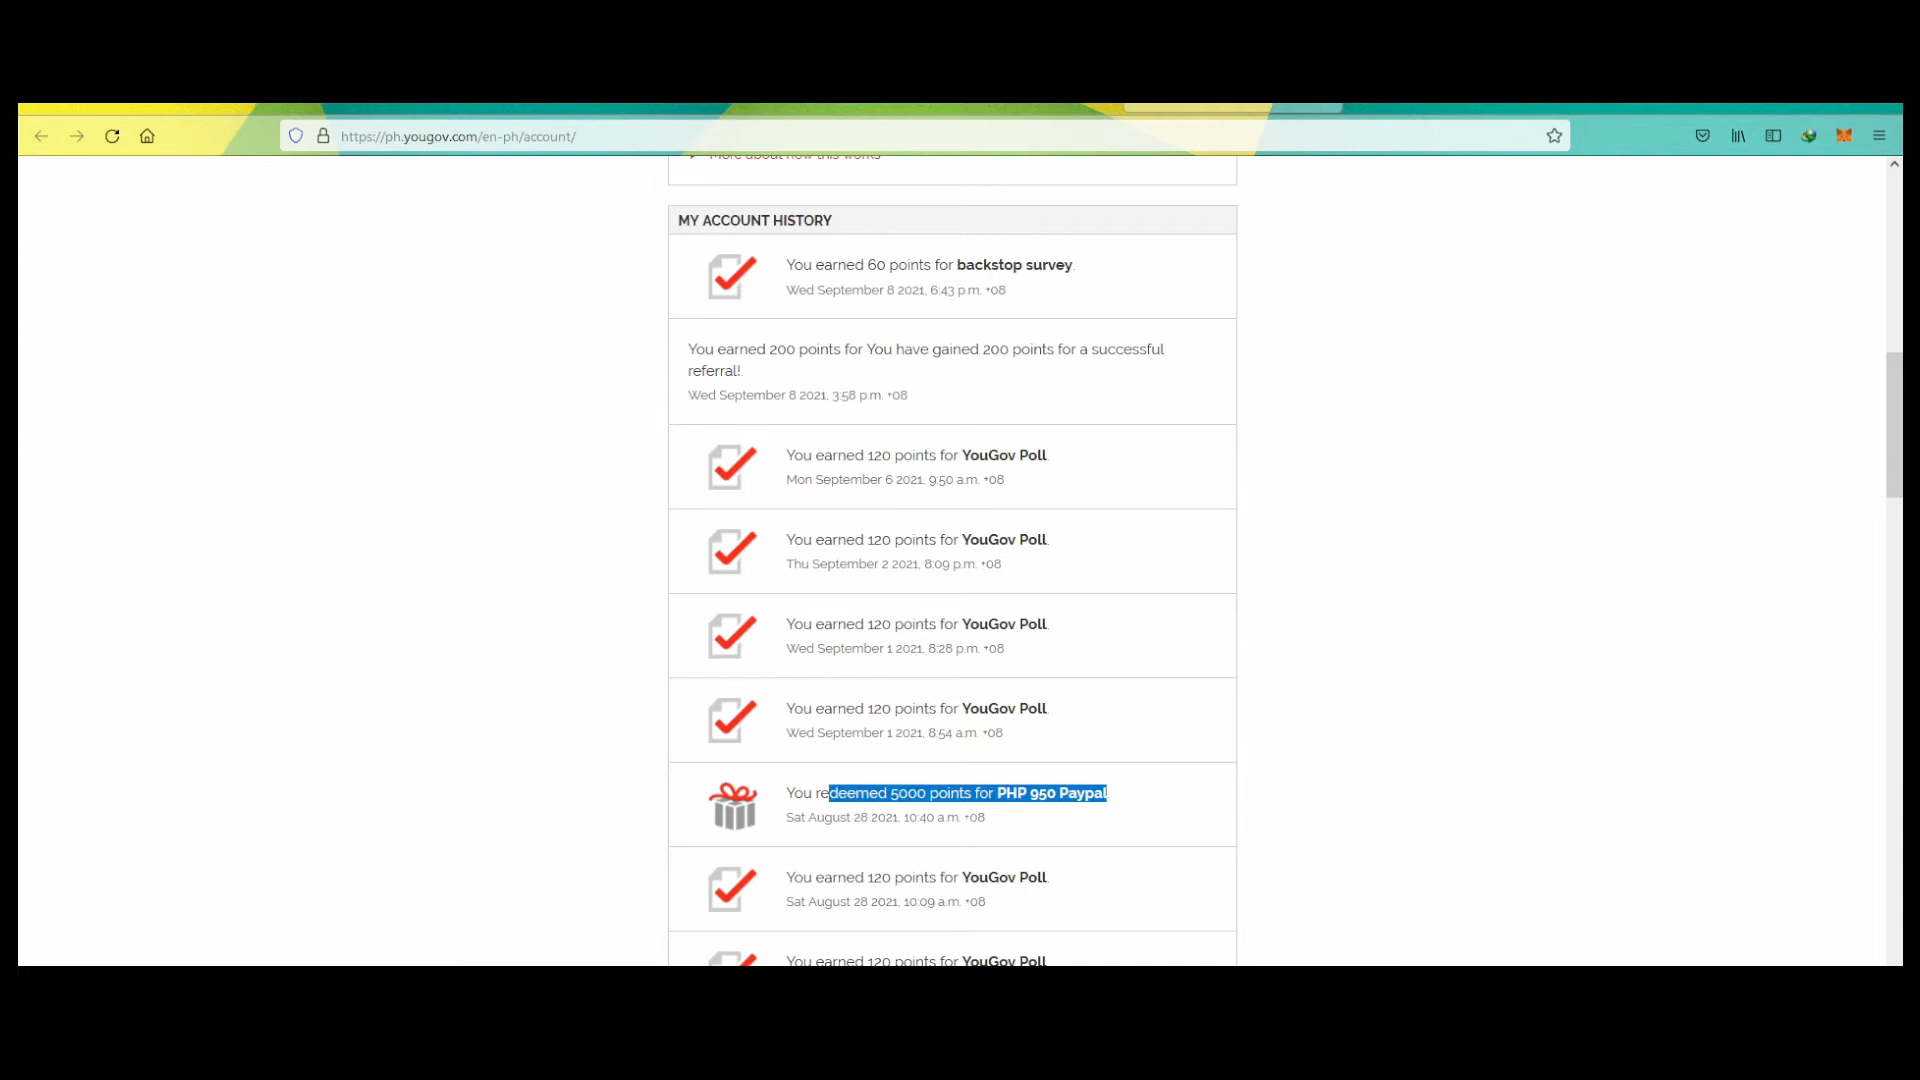 https://ph.yougov.com/en-ph/account/
More about how this works
MY ACCOUNT HISTORY
You earned 60 points for backstop survey.
Wed September 8 2021, 6:43 p.m. +08
You earned 200 points for You have gained 200 points for a successful
referral!.
Wed September 8 2021, 3:58 p.m. +08
You earned 120 points for YouGov Poll.
Mon September 6 2021, 9:50 a.m. +08
You earned 120 points for YouGov Poll.
Thu September 2 2021, 8:09 p.m. +08
You earned 120 points for YouGov Poll.
Wed September 1 2021, 8:28 p.m. +08
You earned 120 points for YouGov Poll.
Wed September 1 2021, 8:54 a.m. +08
You redeemed 5000 points for PHP 950 Paypal.
Sat August 28 2021, 10:40 a.m. +08
You earned 120 points for YouGov Poll.
Sat August 28 2021, 10:09 a.m. +08
You earned 120 points for YouGov Poll